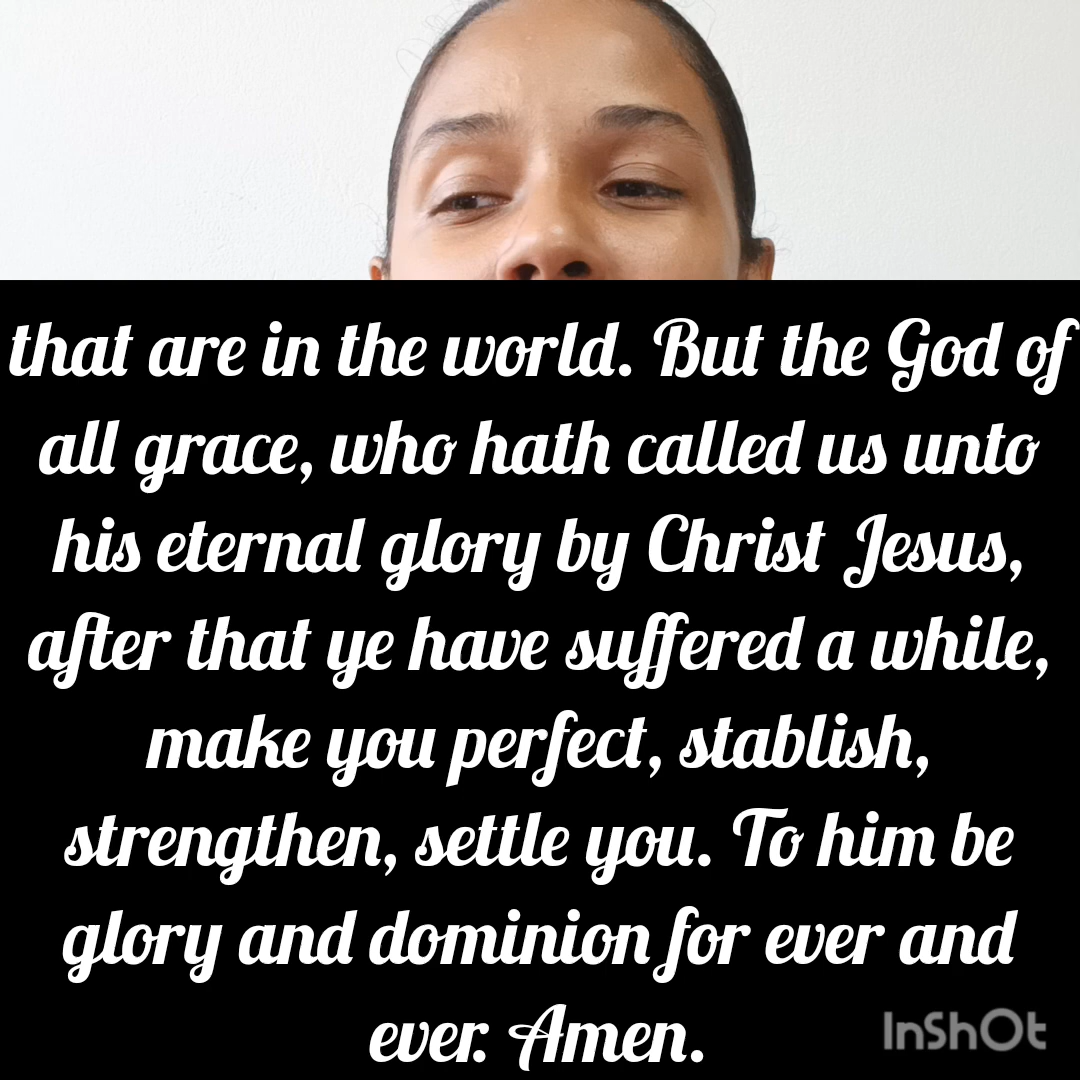 that are in the world. But the God of
all grace, who hath called us unto
his eternal glory by Christ Jesus,
after that ye have suffered a while,
make you perfect, stablish,
strengthen, settle you. To him be
glory and dominion for ever and
ever. Amen.
InShOt